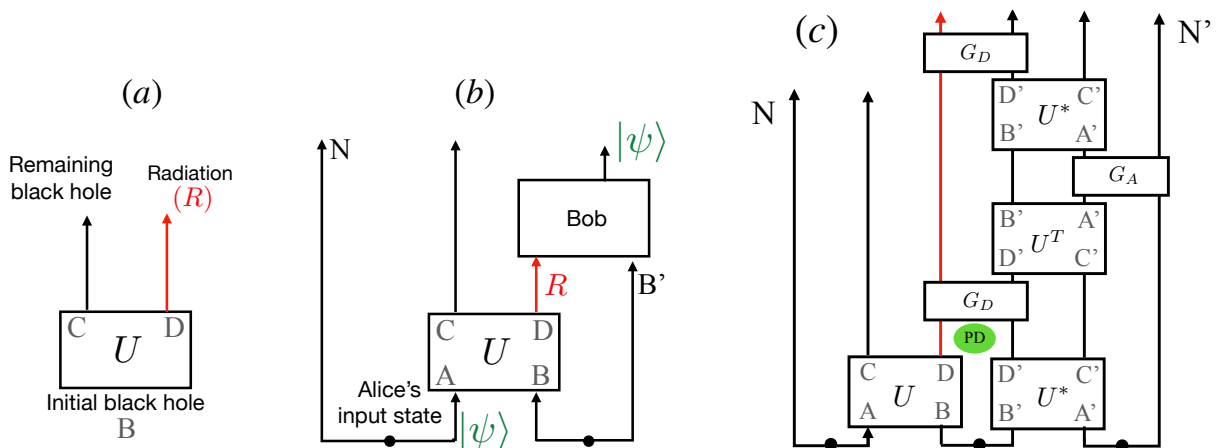 (a)
Remaining
black hole
Radiation
(R)
C D
U
Initial black hole
B
(b)
N
|ψ⟩
Bob
R
B'
C D
U
A B
Alice's
input state
|ψ⟩
(c)
N
N'
G_D
D' C'
U*
B' A'
G_A
B' A'
U^T
D' C'
G_D
PD
C D
U
A B
D' C'
U*
B' A'